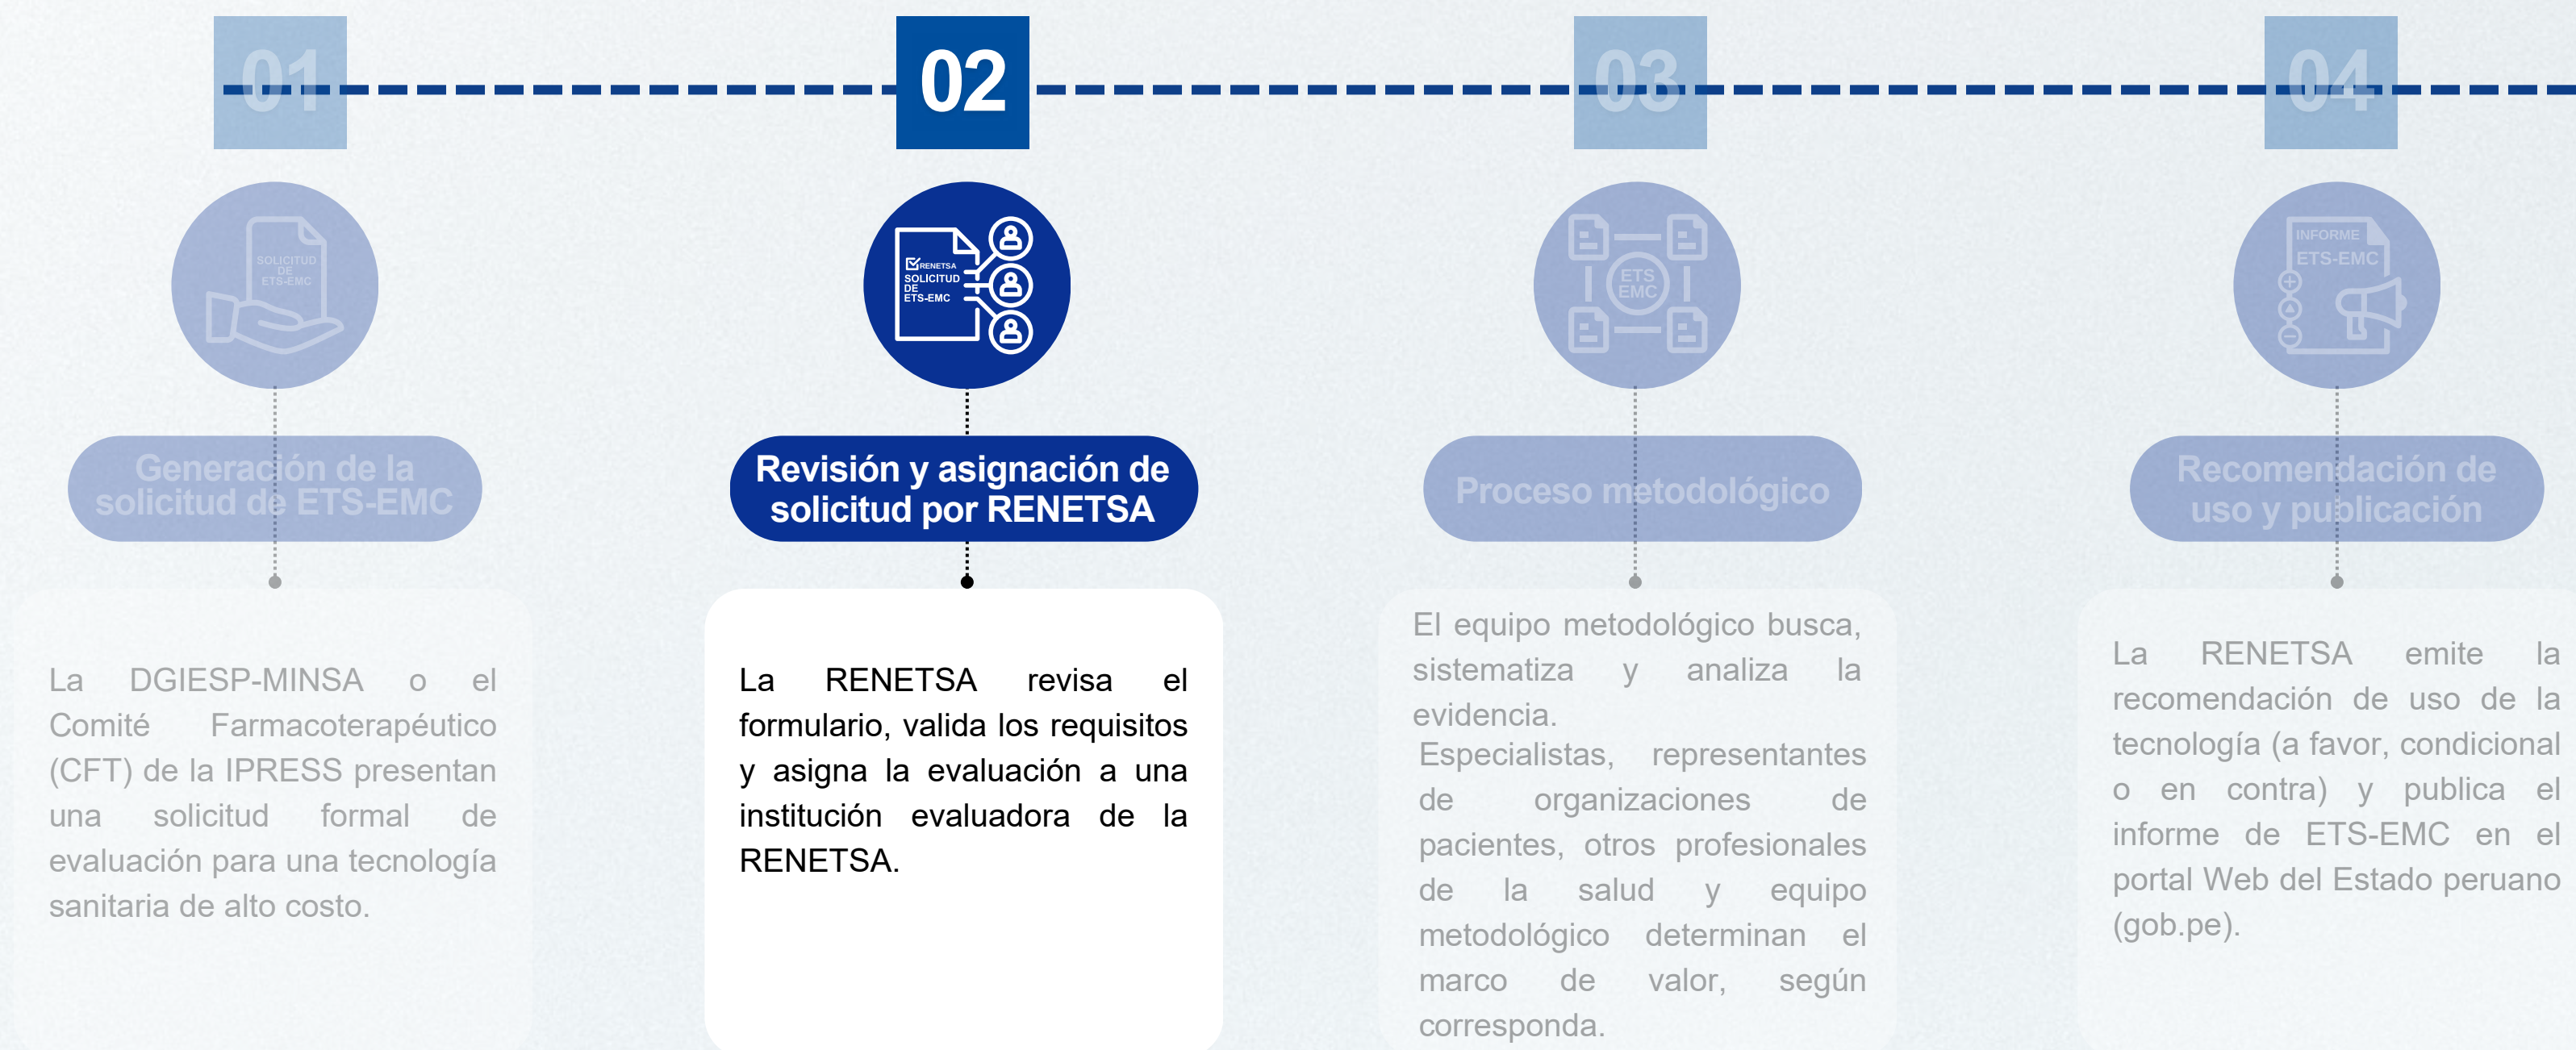 01
SOLICITUD
DE
ETS-EMC
Generación de la
solicitud de ETS-EMC
La DGIESP-MINSA o el
Comité Farmacoterapéutico
(CFT) de la IPRESS presentan
una solicitud formal de
evaluación para una tecnología
sanitaria de alto costo.
02
RENETSA
SOLICITUD
DE
ETS-EMC
Revisión y asignación de
solicitud por RENETSA
La RENETSA revisa el
formulario, valida los requisitos
y asigna la evaluación a una
institución evaluadora de la
RENETSA.
03
ETS
EMC
Proceso metodológico
El equipo metodológico busca,
sistematiza y analiza la
evidencia.
Especialistas, representantes
de organizaciones de
pacientes, otros profesionales
de la salud y equipo
metodológico determinan el
marco de valor, según
corresponda.
04
INFORME
ETS-EMC
Recomendación de
uso y publicación
La RENETSA emite la
recomendación de uso de la
tecnología (a favor, condicional
o en contra) y publica el
informe de ETS-EMC en el
portal Web del Estado peruano
(gob.pe).